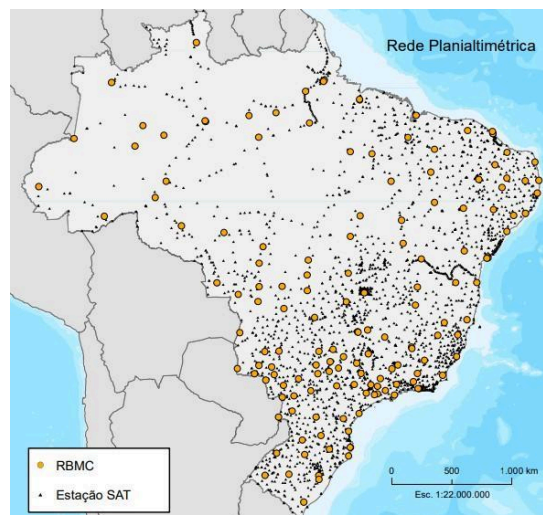 Rede Planialtimétrica
RBMC
Estação SAT
0 500 1.000 km
Esc. 1:22.000.000